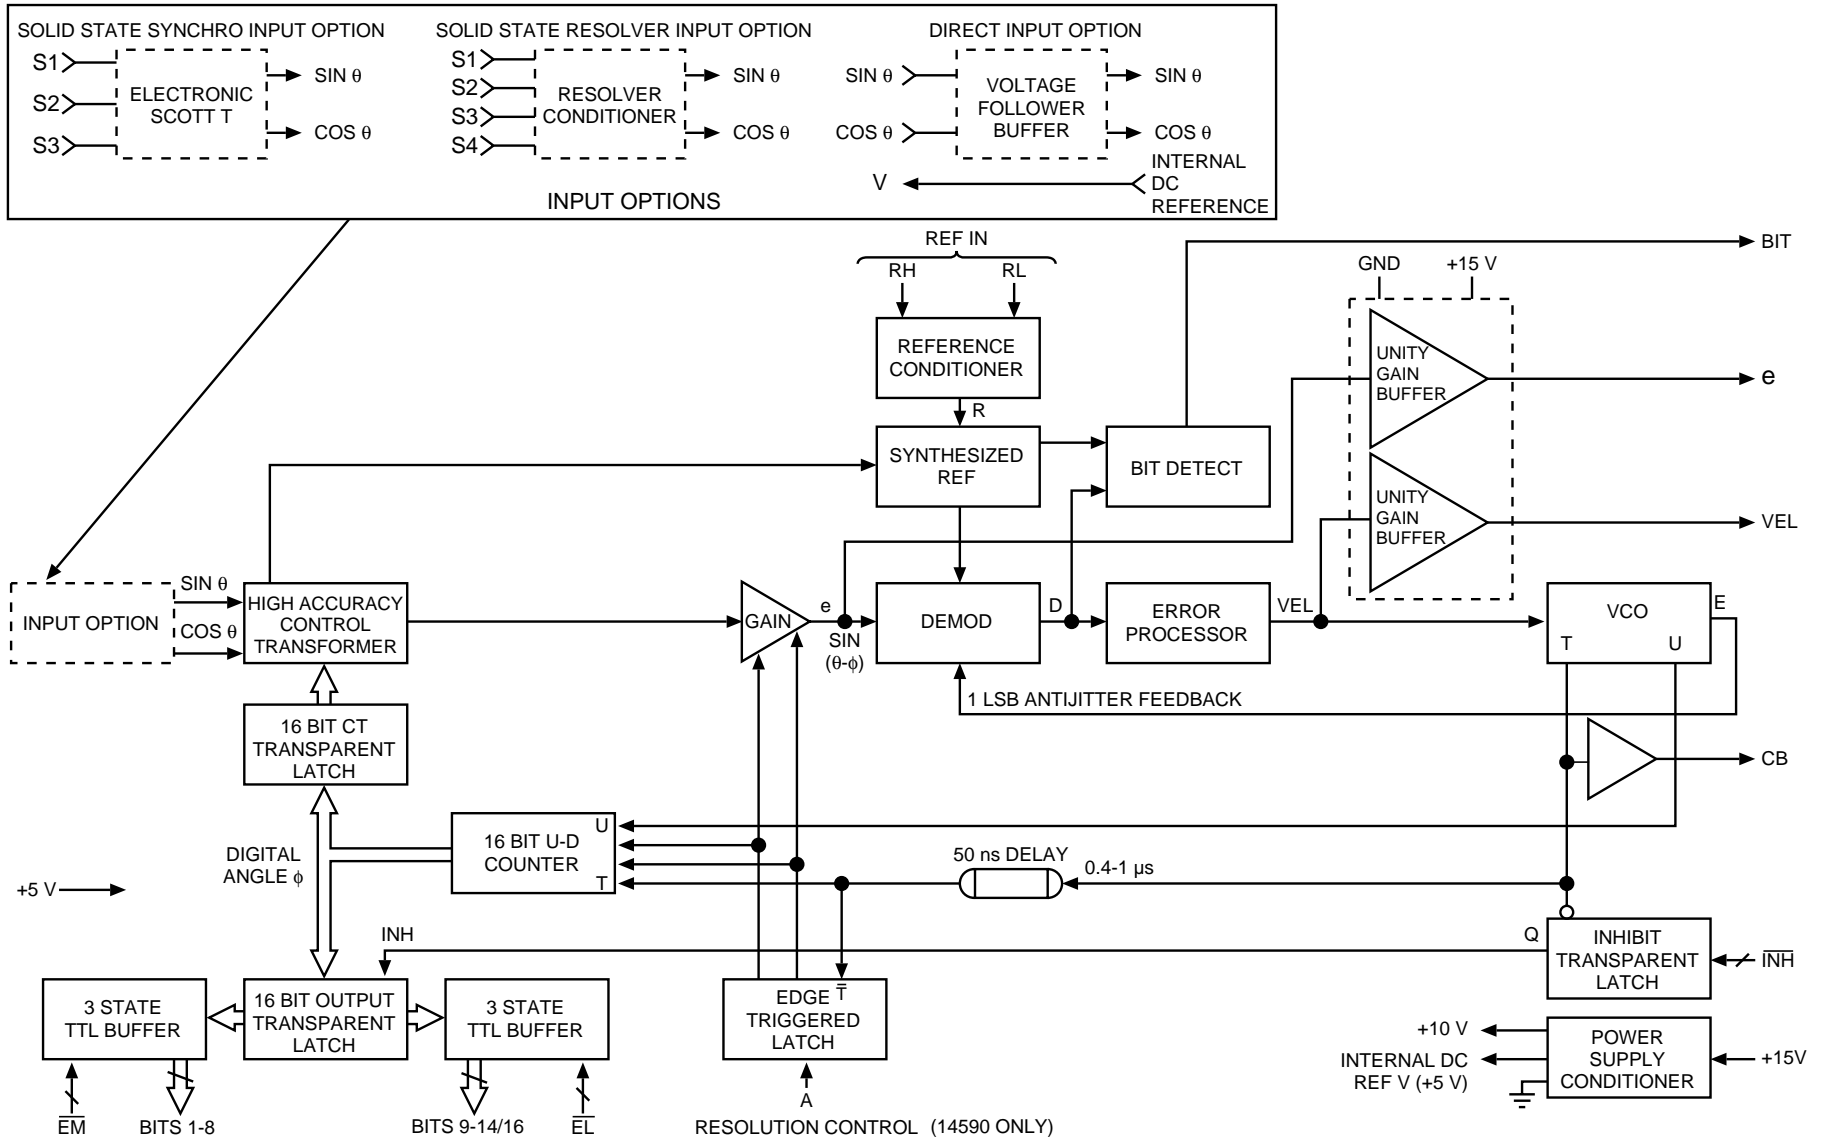 SOLID STATE SYNCHRO INPUT OPTION
S1
S2
S3
ELECTRONIC
SCOTT T
SIN θ
COS θ
SOLID STATE RESOLVER INPUT OPTION
S1
S2
S3
S4
RESOLVER
CONDITIONER
SIN θ
COS θ
DIRECT INPUT OPTION
SIN θ
COS θ
VOLTAGE
FOLLOWER
BUFFER
SIN θ
COS θ
V
INTERNAL
DC
REFERENCE
INPUT OPTIONS
REF IN
RH
RL
BIT
GND
+15 V
REFERENCE
CONDITIONER
R
UNITY
GAIN
BUFFER
e
SYNTHESIZED
REF
BIT DETECT
UNITY
GAIN
BUFFER
VEL
INPUT OPTION
SIN θ
COS θ
HIGH ACCURACY
CONTROL
TRANSFORMER
GAIN
e
SIN
(θ-ϕ)
DEMOD
D
ERROR
PROCESSOR
VEL
VCO
T
U
E
1 LSB ANTIJITTER FEEDBACK
16 BIT CT
TRANSPARENT
LATCH
CB
16 BIT U-D
COUNTER
U
T
50 ns DELAY
0.4-1 µs
DIGITAL
ANGLE ϕ
+5 V
INH
Q
INHIBIT
TRANSPARENT
LATCH
I̅N̅H̅
3 STATE
TTL BUFFER
16 BIT OUTPUT
TRANSPARENT
LATCH
3 STATE
TTL BUFFER
EDGE T̿
TRIGGERED
LATCH
+10 V
INTERNAL DC
REF V (+5 V)
POWER
SUPPLY
CONDITIONER
+15V
E̅M̅
BITS 1-8
BITS 9-14/16
E̅L̅
A
RESOLUTION CONTROL (14590 ONLY)